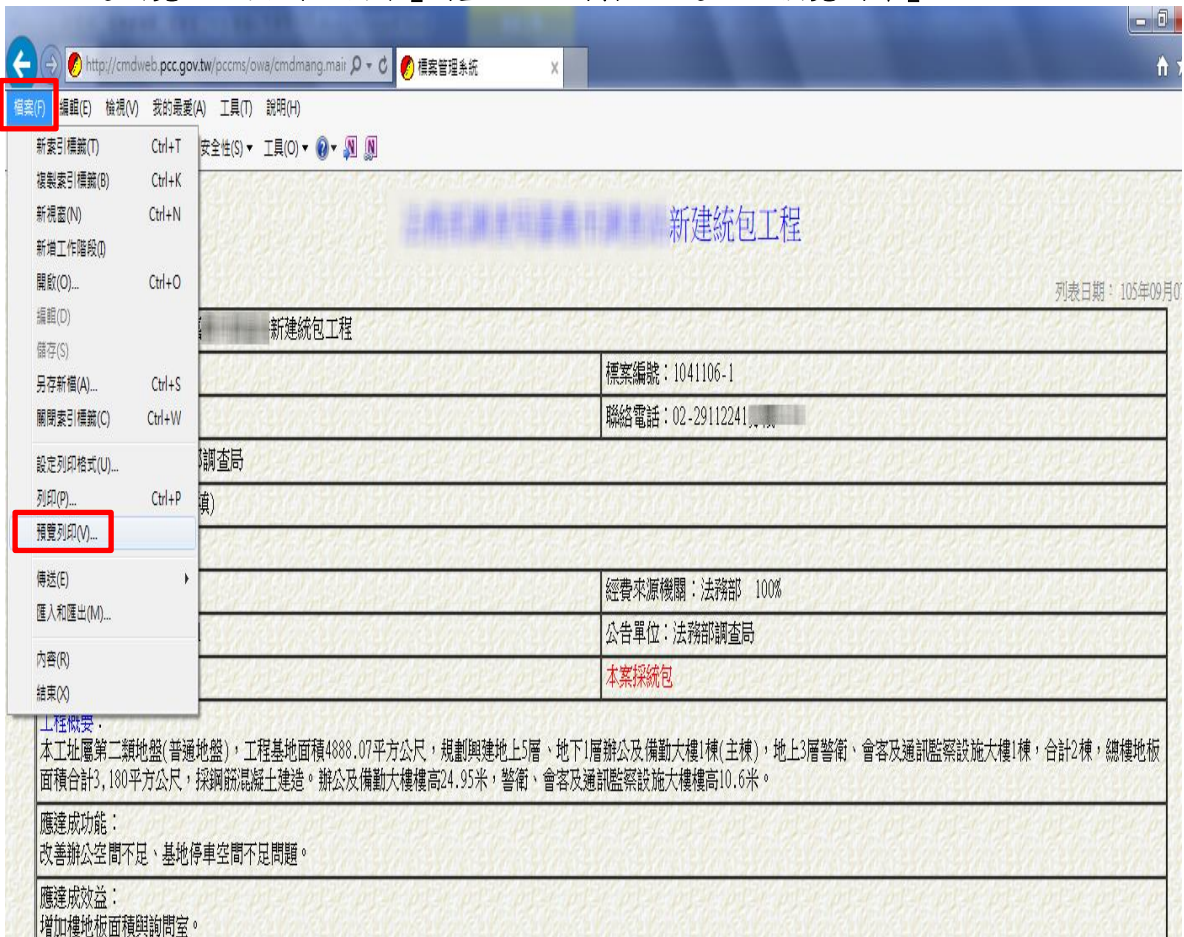 http://cmdweb.pcc.gov.tw/pccms/owa/cmdmang.mair
標案管理系統
檔案(F) 編輯(E) 檢視(V) 我的最愛(A) 工具(T) 說明(H)
安全性(S) 工具(O)
新索引標籤(T) Ctrl+T
複製索引標籤(B) Ctrl+K
新視窗(N) Ctrl+N
新增工作階段(I)
開啟(O)... Ctrl+O
編輯(D)
儲存(S)
另存新檔(A)... Ctrl+S
關閉索引標籤(C) Ctrl+W
設定列印格式(U)...
列印(P)... Ctrl+P
預覽列印(V)...
傳送(E)
匯入和匯出(M)...
內容(R)
結束(X)
新建統包工程
列表日期： 105年09月0
新建統包工程
標案編號：1041106-1
聯絡電話：02-29112241
調查局
填)
經費來源機關：法務部 100%
公告單位：法務部調查局
本案採統包
工程概要：
本工址屬第二類地盤(普通地盤)，工程基地面積4888.07平方公尺，規劃興建地上5層、地下1層辦公及備勤大樓1棟(主棟)，地上3層警衛、會客及通訊監察設施大樓1棟，合計2棟，總樓地板
面積合計3,180平方公尺，採鋼筋混凝土建造。辦公及備勤大樓樓高24.95米，警衛、會客及通訊監察設施大樓樓高10.6米。
應達成功能：
改善辦公空間不足、基地停車空間不足問題。
應達成效益：
增加樓地板面積與詢問室。